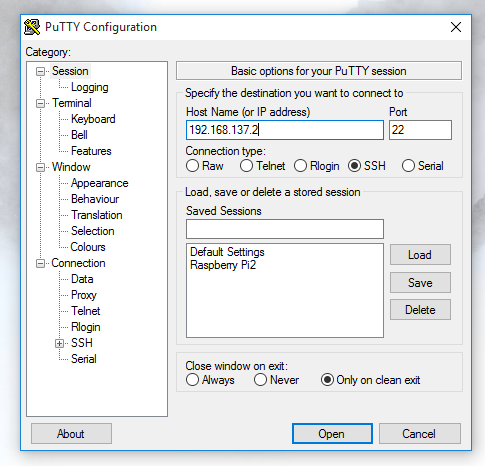 PuTTY Configuration
Category:
Session
Logging
Terminal
Keyboard
Bell
Features
Window
Appearance
Behaviour
Translation
Selection
Colours
Connection
Data
Proxy
Telnet
Rlogin
SSH
Serial
Basic options for your PuTTY session
Specify the destination you want to connect to
Host Name (or IP address) Port
192.168.137.2 22
Connection type:
Raw Telnet Rlogin SSH Serial
Load, save or delete a stored session
Saved Sessions
Default Settings
Raspberry Pi2
Load
Save
Delete
Close window on exit:
Always Never Only on clean exit
About Open Cancel